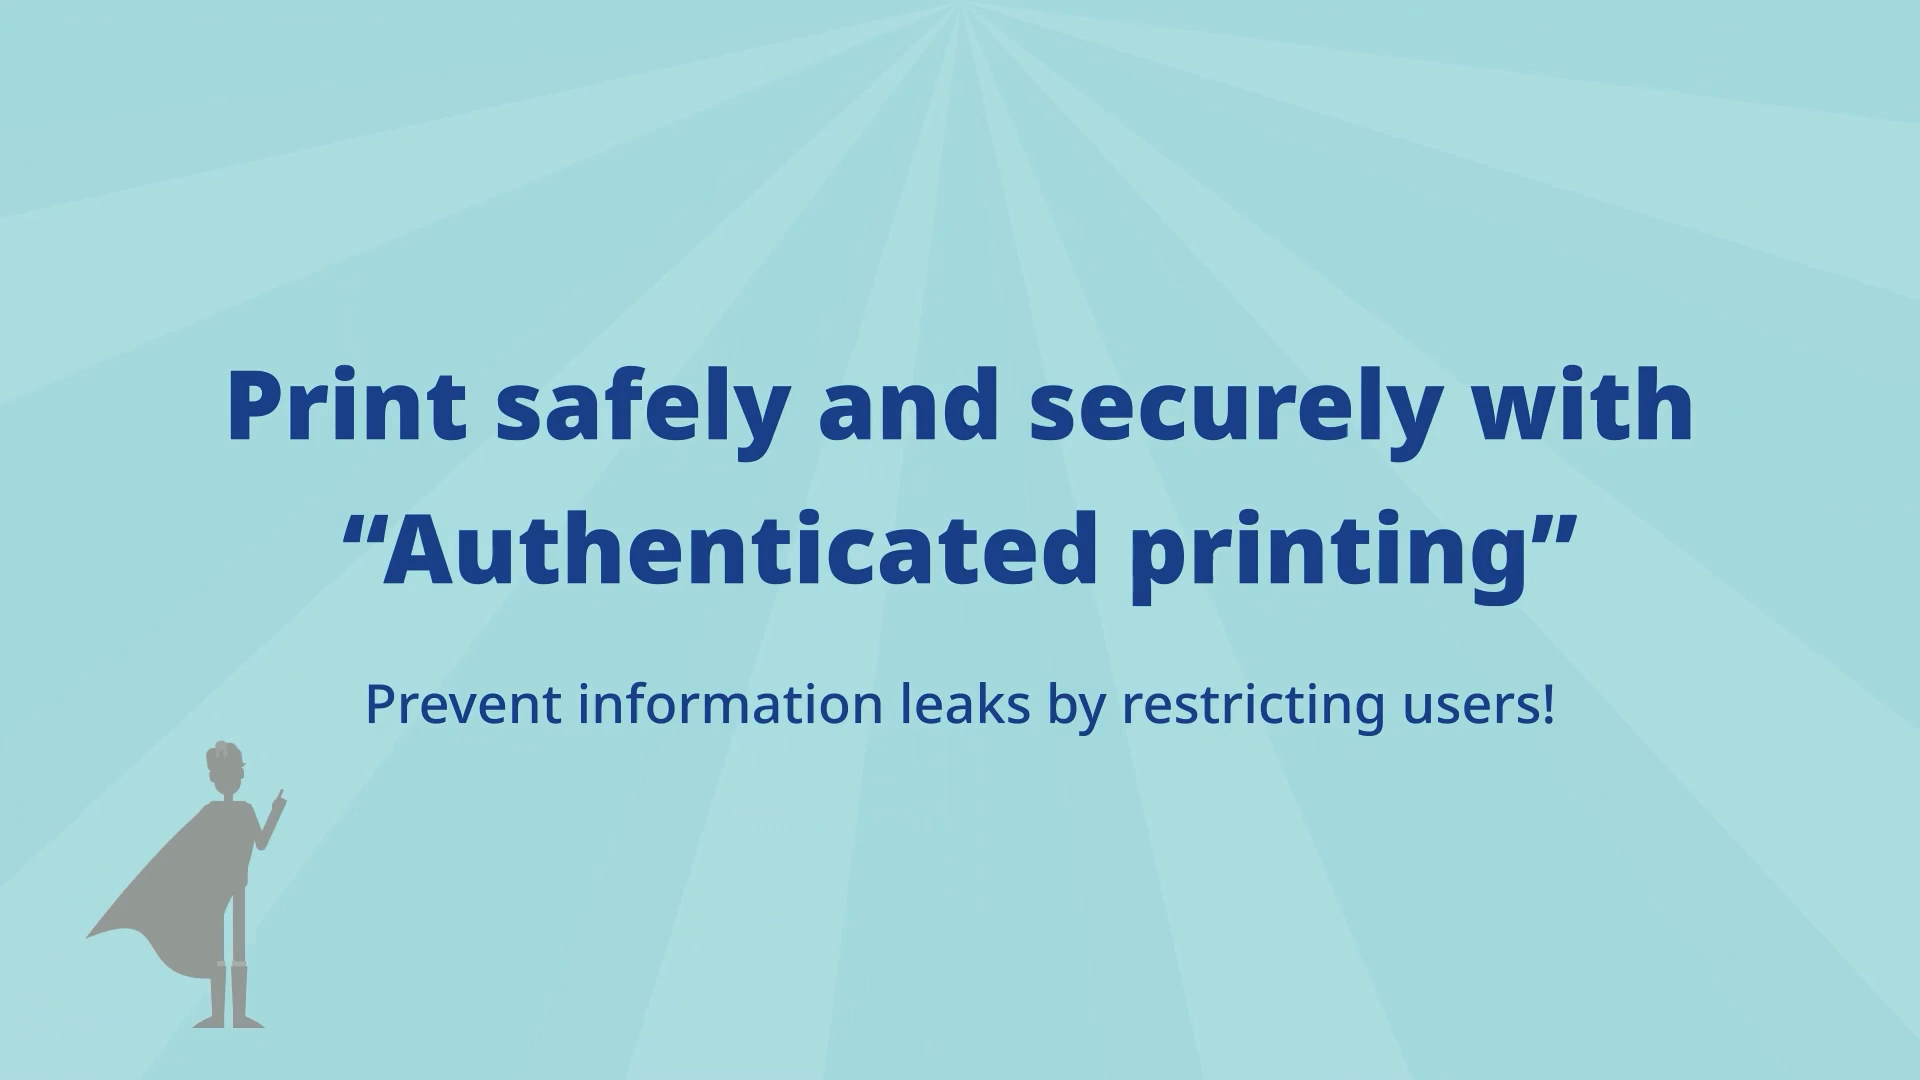 Print safely and securely with
“Authenticated printing”
Prevent information leaks by restricting users!